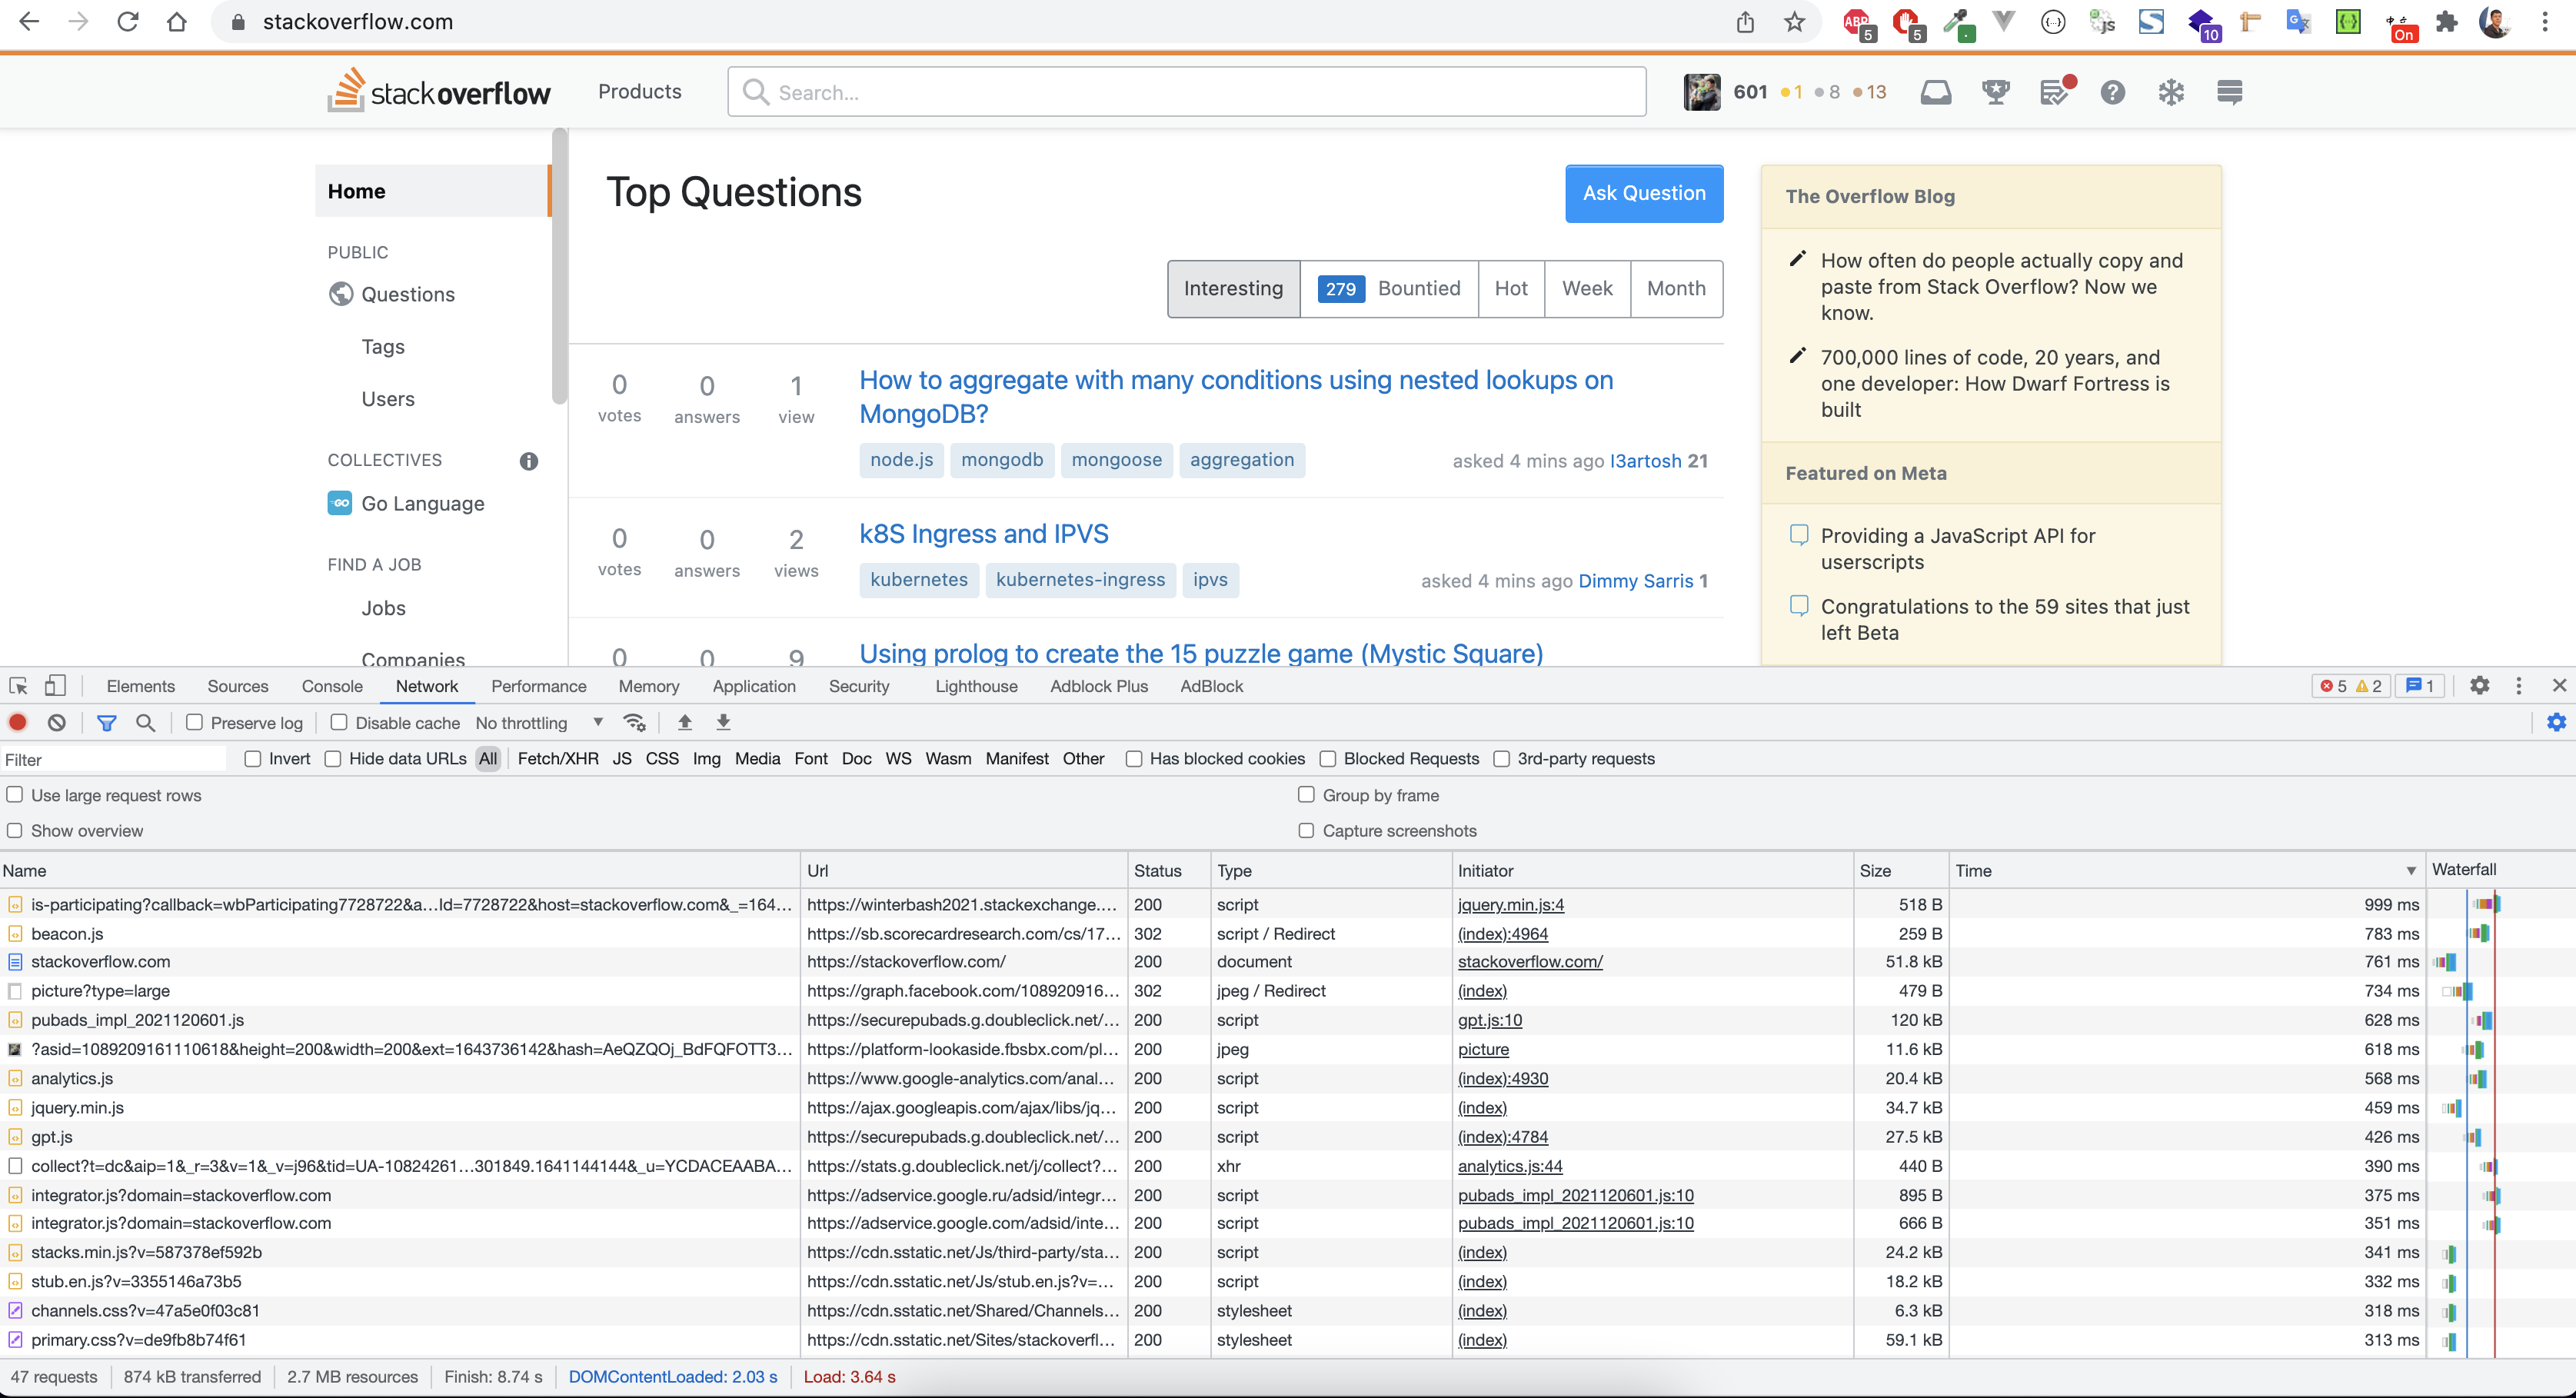 stackoverflow.com
ABP 5 5 JS 10 On
stackoverflow Products Search... 601 1 8 13
Home
PUBLIC
Questions
Tags
Users
COLLECTIVES
GO Go Language
FIND A JOB
Jobs
Companies
Top Questions
Ask Question
Interesting 279 Bountied Hot Week Month
0 votes 0 answers 1 view
How to aggregate with many conditions using nested lookups on
MongoDB?
node.js mongodb mongoose aggregation
asked 4 mins ago I3artosh 21
0 votes 0 answers 2 views
k8S Ingress and IPVS
kubernetes kubernetes-ingress ipvs
asked 4 mins ago Dimmy Sarris 1
0 0 9
Using prolog to create the 15 puzzle game (Mystic Square)
The Overflow Blog
How often do people actually copy and
paste from Stack Overflow? Now we
know.
700,000 lines of code, 20 years, and
one developer: How Dwarf Fortress is
built
Featured on Meta
Providing a JavaScript API for
userscripts
Congratulations to the 59 sites that just
left Beta
Elements Sources Console Network Performance Memory Application Security Lighthouse Adblock Plus AdBlock 5 2 1
Preserve log Disable cache No throttling
Filter Invert Hide data URLs All Fetch/XHR JS CSS Img Media Font Doc WS Wasm Manifest Other Has blocked cookies Blocked Requests 3rd-party requests
Use large request rows Group by frame
Show overview Capture screenshots
Name Url Status Type Initiator Size Time Waterfall
is-participating?callback=wbParticipating7728722&a…Id=7728722&host=stackoverflow.com&_=164… https://winterbash2021.stackexchange.… 200 script jquery.min.js:4 518 B 999 ms
beacon.js https://sb.scorecardresearch.com/cs/17… 302 script / Redirect (index):4964 259 B 783 ms
stackoverflow.com https://stackoverflow.com/ 200 document stackoverflow.com/ 51.8 kB 761 ms
picture?type=large https://graph.facebook.com/108920916… 302 jpeg / Redirect (index) 479 B 734 ms
pubads_impl_2021120601.js https://securepubads.g.doubleclick.net/… 200 script gpt.js:10 120 kB 628 ms
?asid=1089209161110618&height=200&width=200&ext=1643736142&hash=AeQZQOj_BdFQFOTT3… https://platform-lookaside.fbsbx.com/pl… 200 jpeg picture 11.6 kB 618 ms
analytics.js https://www.google-analytics.com/anal… 200 script (index):4930 20.4 kB 568 ms
jquery.min.js https://ajax.googleapis.com/ajax/libs/jq… 200 script (index) 34.7 kB 459 ms
gpt.js https://securepubads.g.doubleclick.net/… 200 script (index):4784 27.5 kB 426 ms
collect?t=dc&aip=1&_r=3&v=1&_v=j96&tid=UA-10824261…301849.1641144144&_u=YCDACEAABA… https://stats.g.doubleclick.net/j/collect?… 200 xhr analytics.js:44 440 B 390 ms
integrator.js?domain=stackoverflow.com https://adservice.google.ru/adsid/integr… 200 script pubads_impl_2021120601.js:10 895 B 375 ms
integrator.js?domain=stackoverflow.com https://adservice.google.com/adsid/inte… 200 script pubads_impl_2021120601.js:10 666 B 351 ms
stacks.min.js?v=587378ef592b https://cdn.sstatic.net/Js/third-party/sta… 200 script (index) 24.2 kB 341 ms
stub.en.js?v=3355146a73b5 https://cdn.sstatic.net/Js/stub.en.js?v=… 200 script (index) 18.2 kB 332 ms
channels.css?v=47a5e0f03c81 https://cdn.sstatic.net/Shared/Channels… 200 stylesheet (index) 6.3 kB 318 ms
primary.css?v=de9fb8b74f61 https://cdn.sstatic.net/Sites/stackoverfl… 200 stylesheet (index) 59.1 kB 313 ms
47 requests 874 kB transferred 2.7 MB resources Finish: 8.74 s DOMContentLoaded: 2.03 s Load: 3.64 s